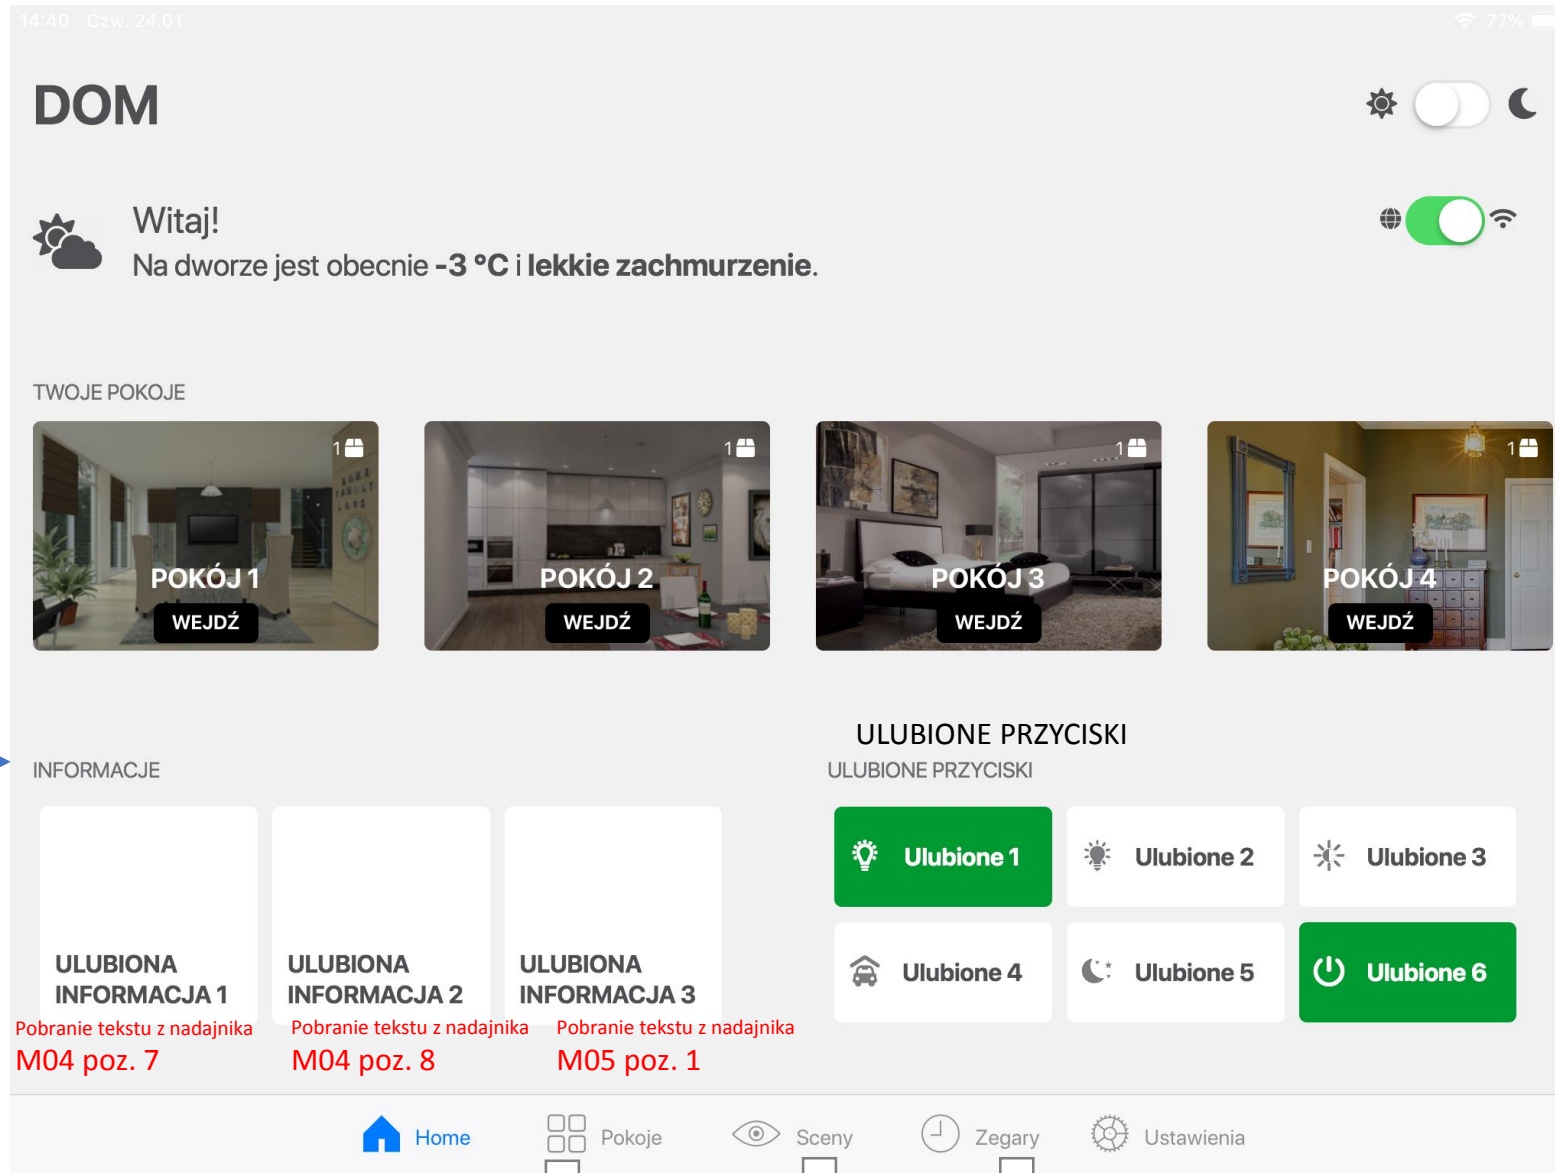 14:40 Czw. 24.01
77%
DOM
Witaj!
Na dworze jest obecnie -3 °C i lekkie zachmurzenie.
TWOJE POKOJE
1
POKÓJ 1
WEJDŹ
1
POKÓJ 2
WEJDŹ
1
POKÓJ 3
WEJDŹ
1
POKÓJ 4
WEJDŹ
INFORMACJE
ULUBIONA
INFORMACJA 1
ULUBIONA
INFORMACJA 2
ULUBIONA
INFORMACJA 3
Pobranie tekstu z nadajnika
M04 poz. 7
Pobranie tekstu z nadajnika
M04 poz. 8
Pobranie tekstu z nadajnika
M05 poz. 1
ULUBIONE PRZYCISKI
ULUBIONE PRZYCISKI
Ulubione 1
Ulubione 2
Ulubione 3
Ulubione 4
Ulubione 5
Ulubione 6
Home
Pokoje
Sceny
Zegary
Ustawienia